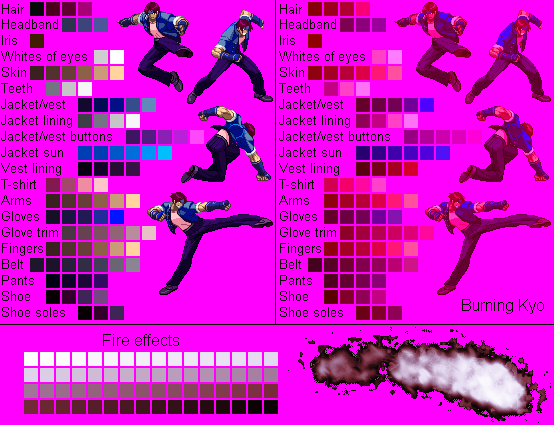 Hair
Headband
Iris
Whites of eyes
Skin
Teeth
Jacket/vest
Jacket lining
Jacket/vest buttons
Jacket sun
Vest lining
T-shirt
Arms
Gloves
Glove trim
Fingers
Belt
Pants
Shoe
Shoe soles
Hair
Headband
Iris
Whites of eyes
Skin
Teeth
Jacket/vest
Jacket lining
Jacket/vest buttons
Jacket sun
Vest lining
T-shirt
Arms
Gloves
Glove trim
Fingers
Belt
Pants
Shoe
Shoe soles
Burning Kyo
Fire effects